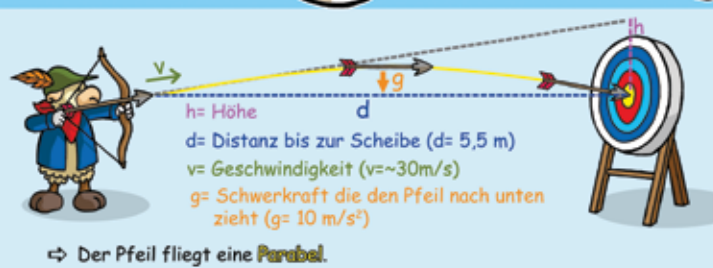 h
v
g
h= Höhe
d
d= Distanz bis zur Scheibe (d= 5,5 m)
v= Geschwindigkeit (v=~30m/s)
g= Schwerkraft die den Pfeil nach unten
zieht (g= 10 m/s²)
⇨ Der Pfeil fliegt eine Parabel.